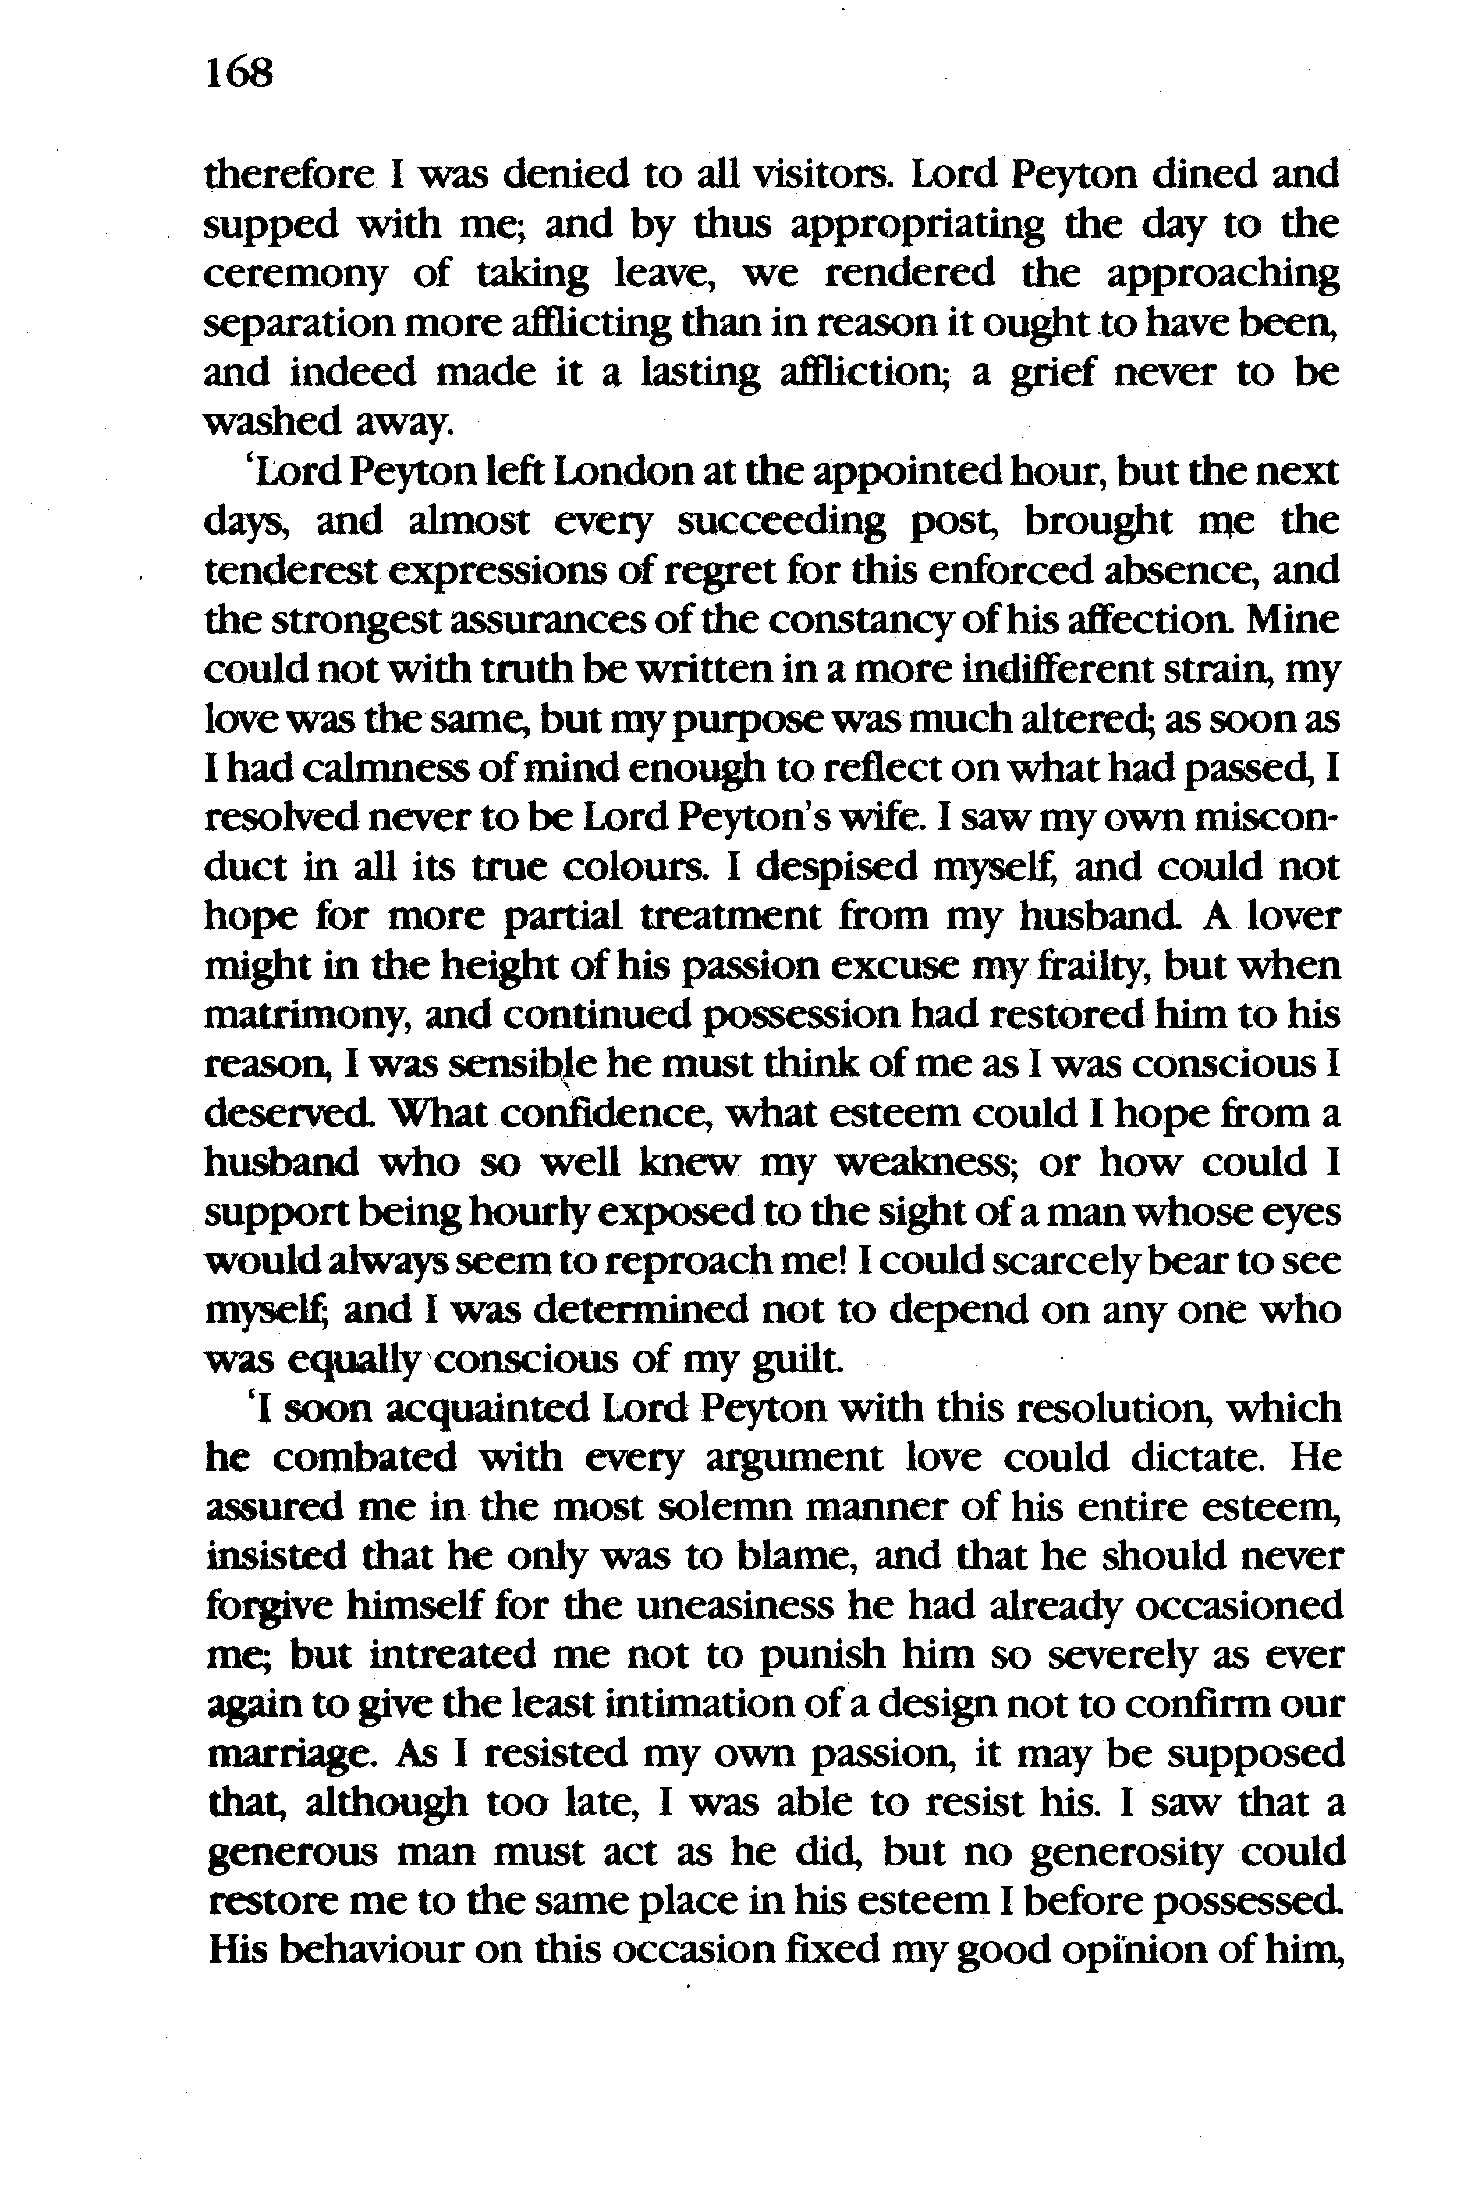 168
therefore I was denied to all visitors. Lord Peyton dined and
supped with me; and by thus appropriating the day to the
ceremony of taking leave, we rendered the approaching
separation more afflicting than in reason it ought to have been,
and indeed made it a lasting affliction; a grief never to be
washed away.
‘Lord Peyton left London at the appointed hour, but the next
days, and almost every succeeding post, brought me the
tenderest expressions of regret for this enforced absence, and
the strongest assurances of the constancy of his affection. Mine
could not with truth be written in a more indifferent strain, my
love was the same, but my purpose was much altered; as soon as
I had calmness of mind enough to reflect on what had passed, I
resolved never to be Lord Peyton's wife. I saw my own miscon-
duct in all its true colours. I despised myself, and could not
hope for more partial treatment from my husband. A lover
might in the height of his passion excuse my frailty, but when
matrimony, and continued possession had restored him to his
reason, I was sensible he must think of me as I was conscious I
deserved. What confidence, what esteem could I hope from a
husband who so well knew my weakness; or how could I
support being hourly exposed to the sight of a man whose eyes
would always seem to reproach me! I could scarcely bear to see
myself; and I was determined not to depend on any one who
was equally conscious of my guilt.
‘I soon acquainted Lord Peyton with this resolution, which
he combated with every argument love could dictate. He
assured me in the most solemn manner of his entire esteem,
insisted that he only was to blame, and that he should never
forgive himself for the uneasiness he had already occasioned
me; but intreated me not to punish him so severely as ever
again to give the least intimation of a design not to confirm our
marriage. As I resisted my own passion, it may be supposed
that, although too late, I was able to resist his. I saw that a
generous man must act as he did, but no generosity could
restore me to the same place in his esteem I before possessed.
His behaviour on this occasion fixed my good opinion of him,